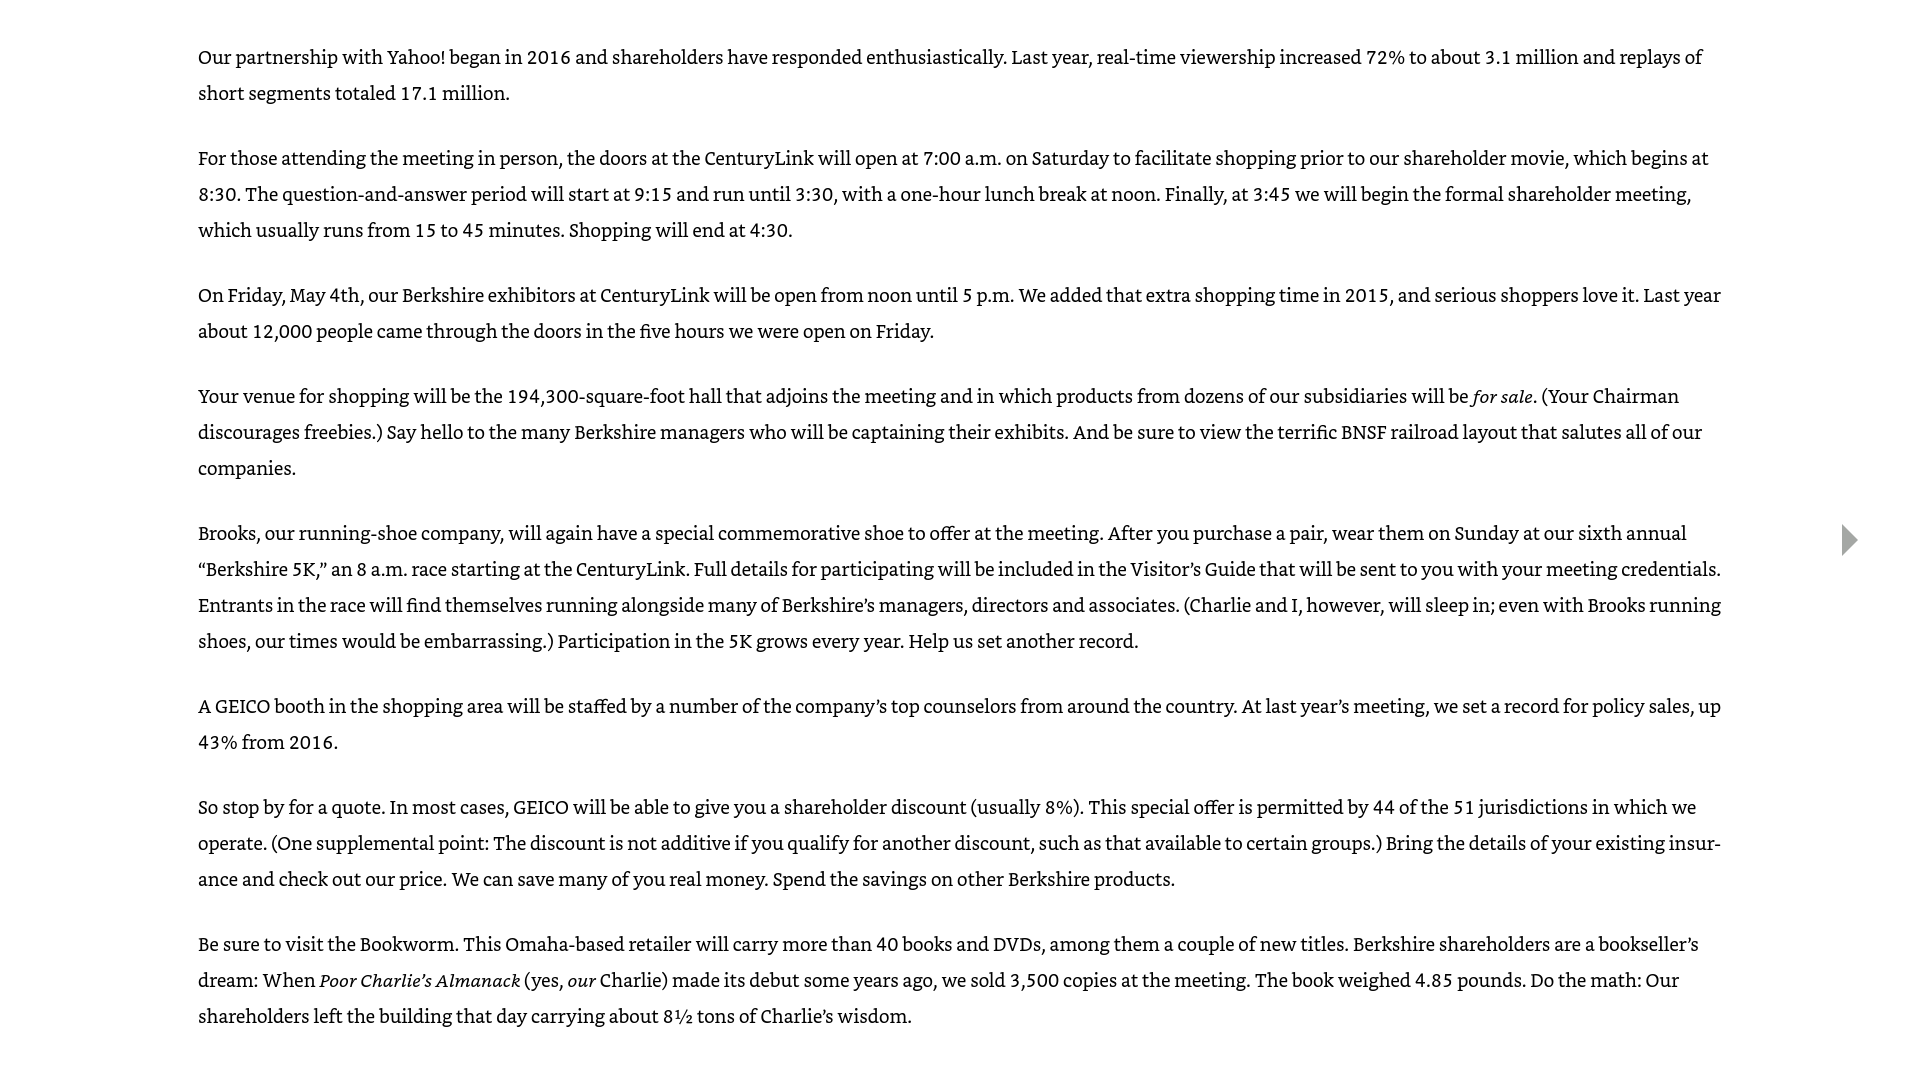 Our partnership with Yahoo! began in 2016 and shareholders have responded enthusiastically. Last year, real-time viewership increased 72% to about 3.1 million and replays of
short segments totaled 17.1 million.
For those attending the meeting in person, the doors at the CenturyLink will open at 7:00 a.m. on Saturday to facilitate shopping prior to our shareholder movie, which begins at
8:30. The question-and-answer period will start at 9:15 and run until 3:30, with a one-hour lunch break at noon. Finally, at 3:45 we will begin the formal shareholder meeting,
which usually runs from 15 to 45 minutes. Shopping will end at 4:30.
On Friday, May 4th, our Berkshire exhibitors at CenturyLink will be open from noon until 5 p.m. We added that extra shopping time in 2015, and serious shoppers love it. Last year
about 12,000 people came through the doors in the five hours we were open on Friday.
Your venue for shopping will be the 194,300-square-foot hall that adjoins the meeting and in which products from dozens of our subsidiaries will be for sale. (Your Chairman
discourages freebies.) Say hello to the many Berkshire managers who will be captaining their exhibits. And be sure to view the terrific BNSF railroad layout that salutes all of our
companies.
Brooks, our running-shoe company, will again have a special commemorative shoe to offer at the meeting. After you purchase a pair, wear them on Sunday at our sixth annual
“Berkshire 5K,” an 8 a.m. race starting at the CenturyLink. Full details for participating will be included in the Visitor’s Guide that will be sent to you with your meeting credentials.
Entrants in the race will find themselves running alongside many of Berkshire’s managers, directors and associates. (Charlie and I, however, will sleep in; even with Brooks running
shoes, our times would be embarrassing.) Participation in the 5K grows every year. Help us set another record.
A GEICO booth in the shopping area will be staffed by a number of the company’s top counselors from around the country. At last year’s meeting, we set a record for policy sales, up
43% from 2016.
So stop by for a quote. In most cases, GEICO will be able to give you a shareholder discount (usually 8%). This special offer is permitted by 44 of the 51 jurisdictions in which we
operate. (One supplemental point: The discount is not additive if you qualify for another discount, such as that available to certain groups.) Bring the details of your existing insur-
ance and check out our price. We can save many of you real money. Spend the savings on other Berkshire products.
Be sure to visit the Bookworm. This Omaha-based retailer will carry more than 40 books and DVDs, among them a couple of new titles. Berkshire shareholders are a bookseller’s
dream: When Poor Charlie’s Almanack (yes, our Charlie) made its debut some years ago, we sold 3,500 copies at the meeting. The book weighed 4.85 pounds. Do the math: Our
shareholders left the building that day carrying about 8½ tons of Charlie’s wisdom.